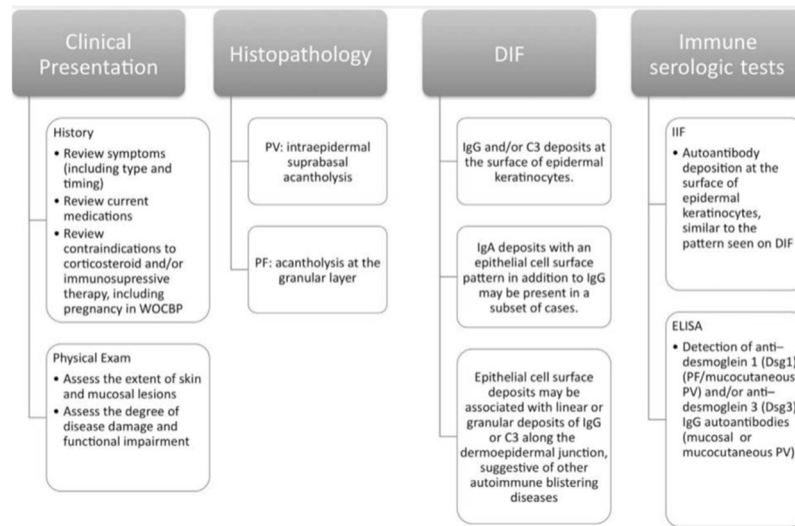 Clinical
Presentation
History
• Review symptoms
(including type and
timing)
• Review current
medications
• Review
contraindications to
corticosteroid and/or
immunosupressive
therapy, including
pregnancy in WOCBP
Physical Exam
• Assess the extent of skin
and mucosal lesions
• Assess the degree of
disease damage and
functional impairment
Histopathology
PV: intraepidermal
suprabasal
acantholysis
PF: acantholysis at the
granular layer
DIF
IgG and/or C3 deposits at
the surface of epidermal
keratinocytes.
IgA deposits with an
epithelial cell surface
pattern in addition to IgG
may be present in a
subset of cases.
Epithelial cell surface
deposits may be
associated with linear or
granular deposits of IgG
or C3 along the
dermoepidermal junction,
suggestive of other
autoimmune blistering
diseases
Immune
serologic tests
IIF
• Autoantibody
deposition at the
surface of
epidermal
keratinocytes,
similar to the
pattern seen on DIF
ELISA
• Detection of anti–
desmoglein 1 (Dsg1)
(PF/mucocutaneous
PV) and/or anti–
desmoglein 3 (Dsg3)
IgG autoantibodies
(mucosal or
mucocutaneous PV)